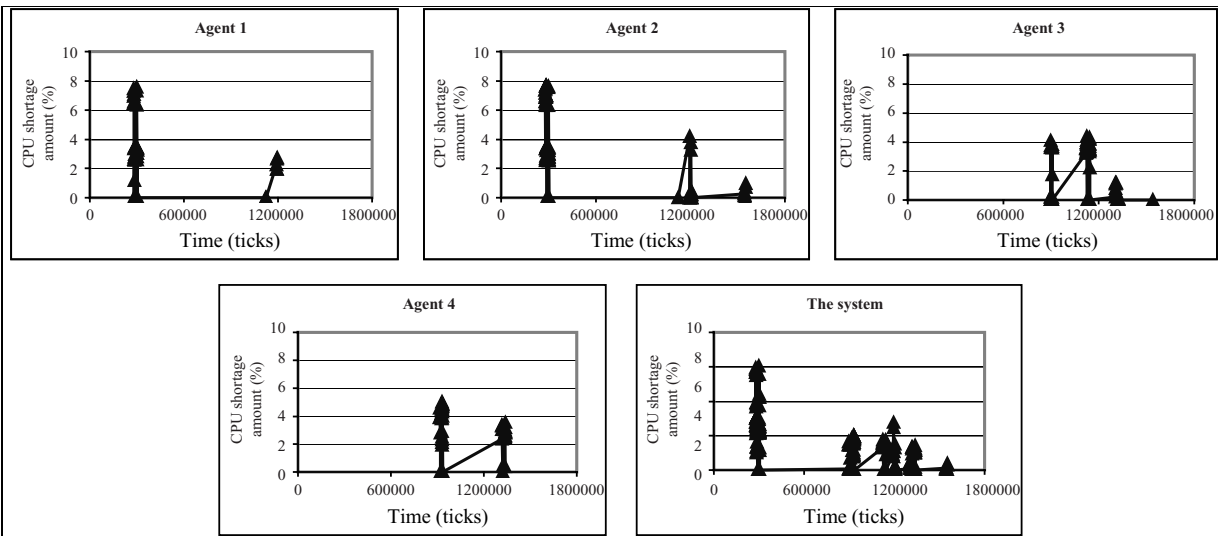 Agent 1
CPU shortage
amount (%)
10
8
6
4
2
0
0 600000 1200000 1800000
Time (ticks)
Agent 2
CPU shortage
amount (%)
10
8
6
4
2
0
0 600000 1200000 1800000
Time (ticks)
Agent 3
CPU shortage
amount (%)
10
8
6
4
2
0
0 600000 1200000 1800000
Time (ticks)
Agent 4
CPU shortage
amount (%)
10
8
6
4
2
0
0 600000 1200000 1800000
Time (ticks)
The system
CPU shortage
amount (%)
10
8
6
4
2
0
0 600000 1200000 1800000
Time (ticks)